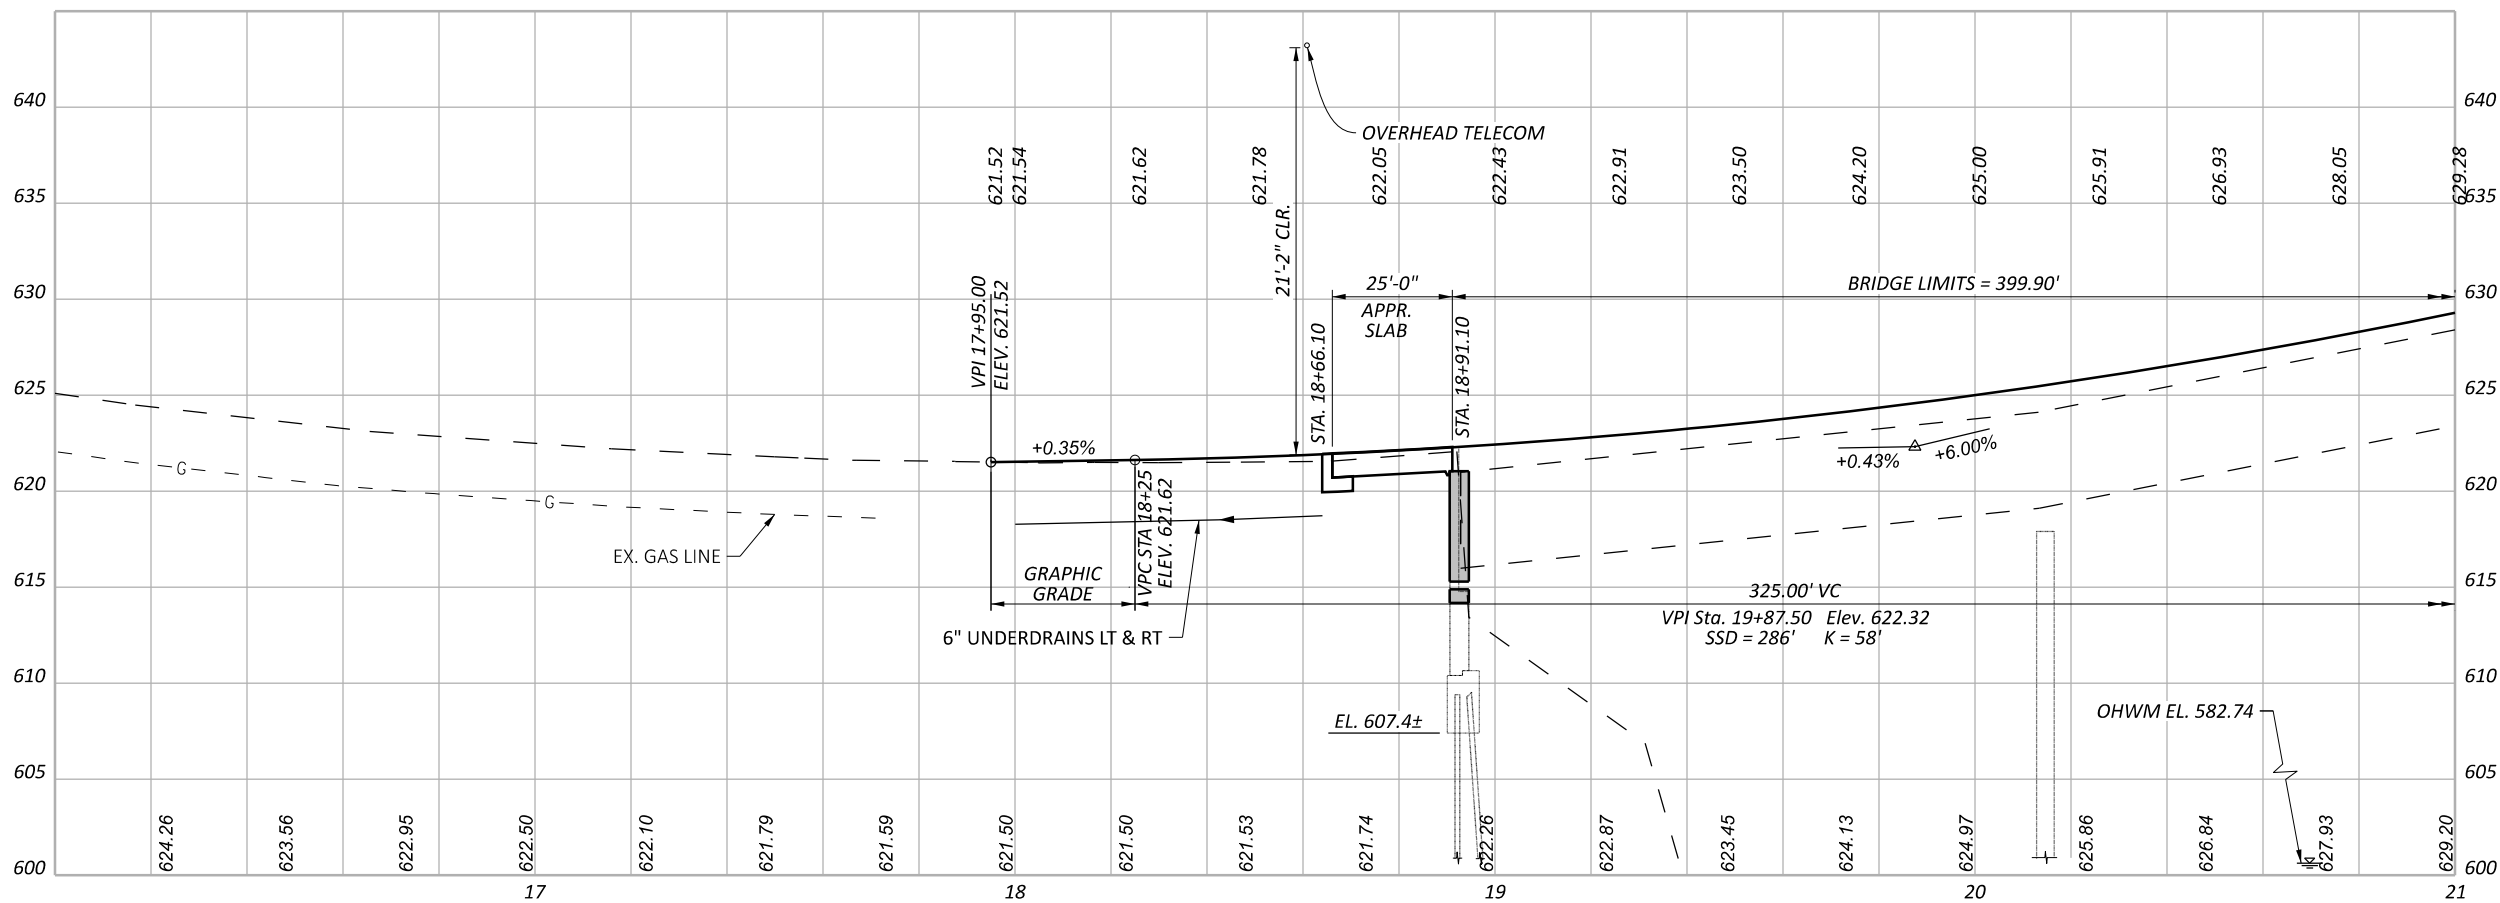 640
635
630
625
620
615
610
605
600
640
635
630
625
620
615
610
605
600
621.52
621.54
621.62
621.78
622.05
622.43
622.91
623.50
624.20
625.00
625.91
626.93
628.05
629.28
OVERHEAD TELECOM
21'-2" CLR.
25'-0"
APPR.
SLAB
BRIDGE LIMITS = 399.90'
VPI 17+95.00
ELEV. 621.52
STA. 18+66.10
STA. 18+91.10
+0.35%
+0.43%
+6.00%
G
G
EX. GAS LINE
VPC STA 18+25
ELEV. 621.62
GRAPHIC
GRADE
6" UNDERDRAINS LT & RT
325.00' VC
VPI Sta. 19+87.50 Elev. 622.32
SSD = 286' K = 58'
EL. 607.4±
OHWM EL. 582.74
624.26
623.56
622.95
622.50
622.10
621.79
621.59
621.50
621.50
621.53
621.74
622.26
622.87
623.45
624.13
624.97
625.86
626.84
627.93
629.20
17
18
19
20
21